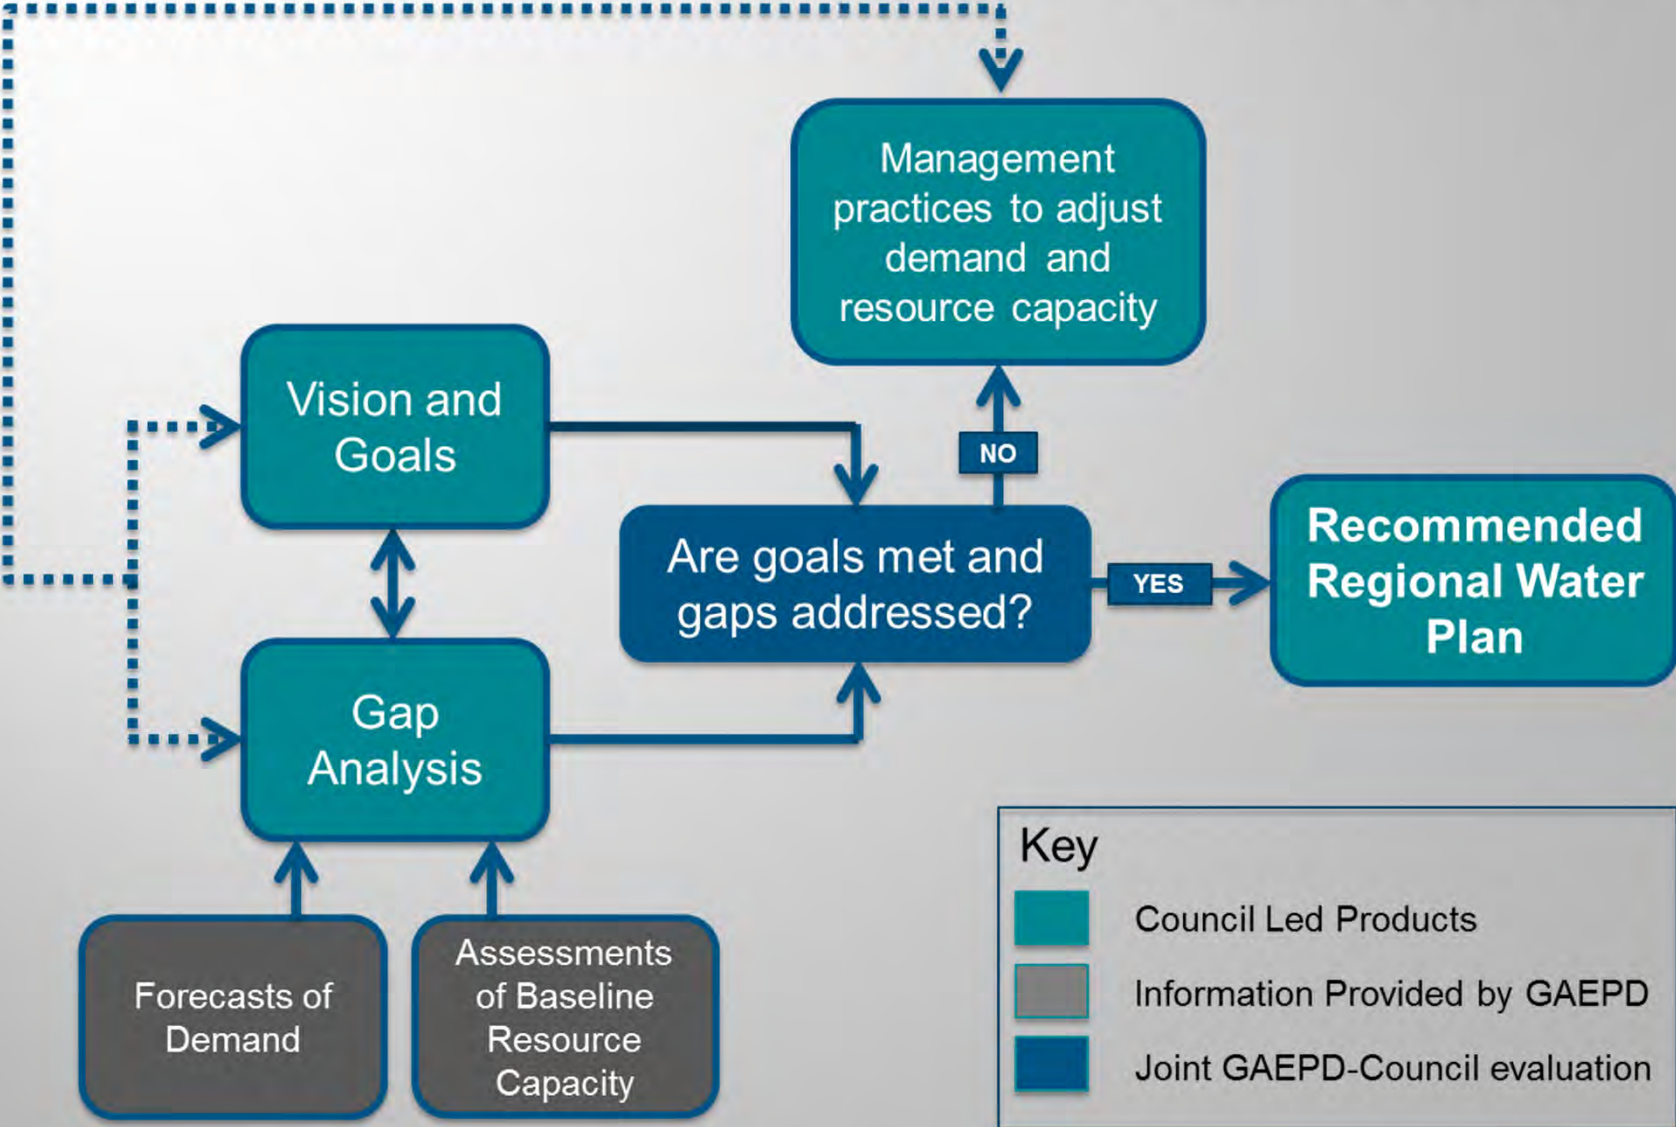 Management
practices to adjust
demand and
resource capacity
Vision and
Goals
NO
Are goals met and
gaps addressed?
YES
Recommended
Regional Water
Plan
Gap
Analysis
Forecasts of
Demand
Assessments
of Baseline
Resource
Capacity
Key
Council Led Products
Information Provided by GAEPD
Joint GAEPD-Council evaluation